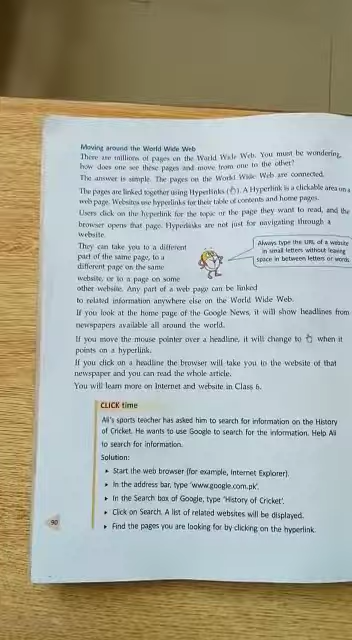 Moving around the World Wide Web
There are millions of pages on the World Wide Web. You must be wondering,
how does one see these pages and move from one to the other?
The answer is simple. The pages on the World Wide Web are connected.
The pages are linked together using Hyperlinks (). A Hyperlink is a clickable area on a
web page. Websites use hyperlinks for their table of contents and home pages.
Users click on the hyperlink for the topic or the page they want to read, and the
browser opens that page. Hyperlinks are not just for navigating through a
website.
They can take you to a different
part of the same page, to a
different page on the same
website, or to a page on some
other website. Any part of a web page can be linked
to related information anywhere else on the World Wide Web.
Always type the URL of a website
in small letters without leaving
space in between letters or words.
If you look at the home page of the Google News, it will show headlines from
newspapers available all around the world.
If you move the mouse pointer over a headline, it will change to when it
points on a hyperlink.
If you click on a headline the browser will take you to the website of that
newspaper and you can read the whole article.
You will learn more on Internet and website in Class 6.
CLICK time
Ali's sports teacher has asked him to search for information on the History
of Cricket. He wants to use Google to search for the information. Help Ali
to search for information.
Solution:
▸ Start the web browser (for example, Internet Explorer).
▸ In the address bar, type 'www.google.com.pk'.
▸ In the Search box of Google, type 'History of Cricket'.
▸ Click on Search. A list of related websites will be displayed.
▸ Find the pages you are looking for by clicking on the hyperlink.
90